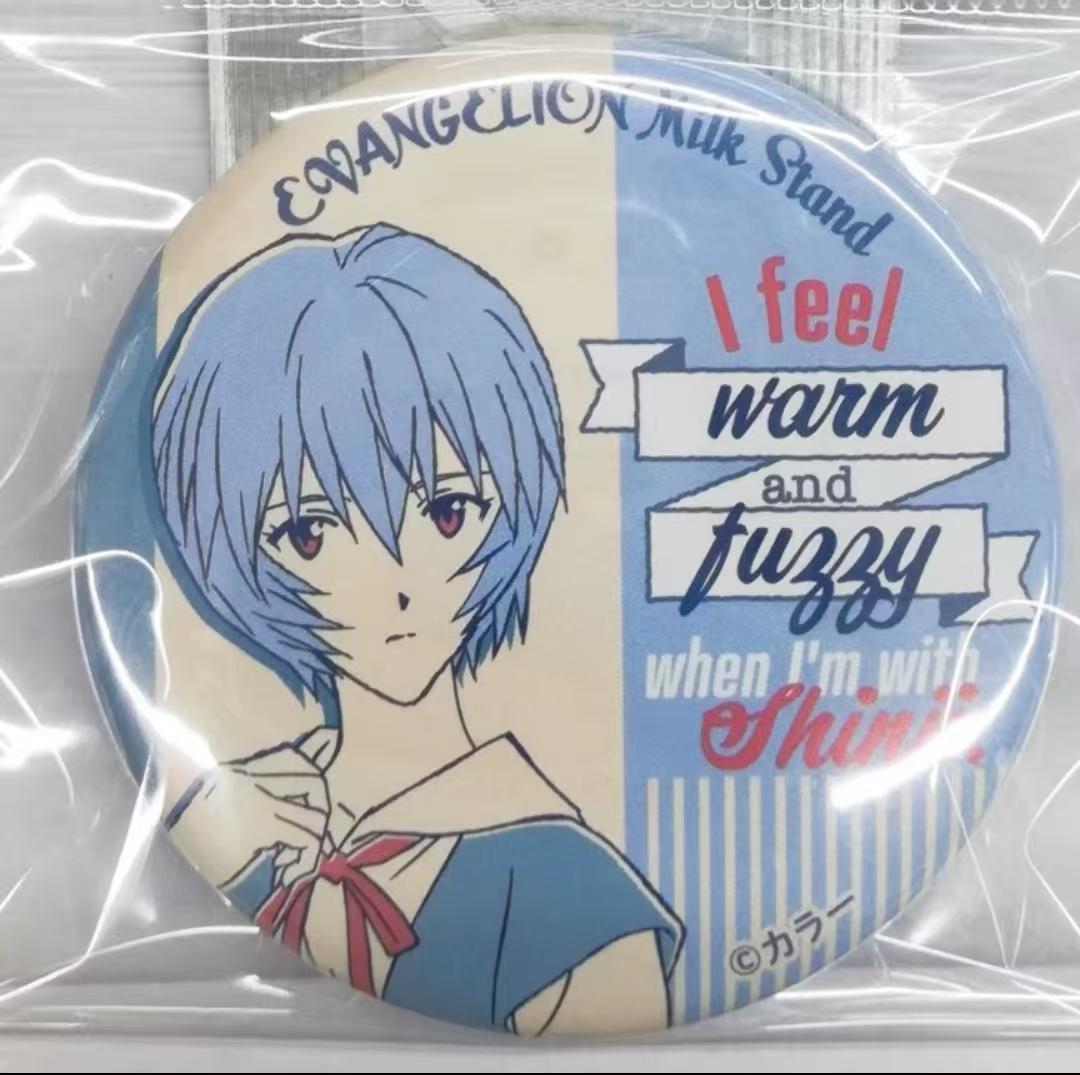 EVANGELION Milk Stand
I feel
warm
and
fuzzy
when I'm with
Shinji.
©カラー